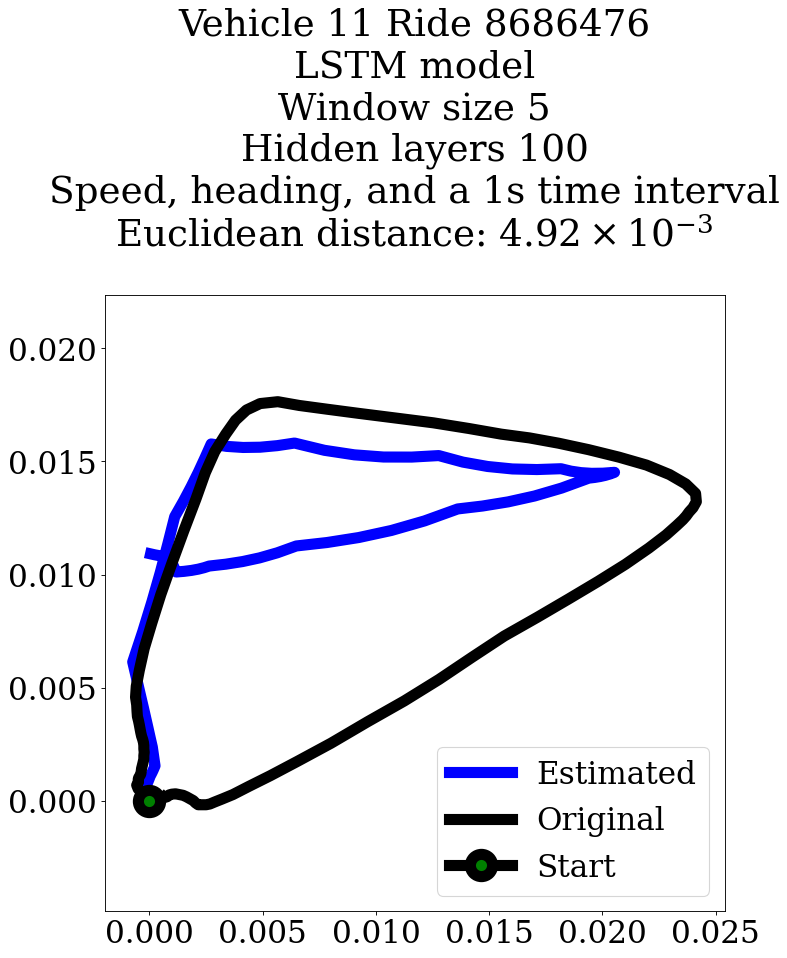 Vehicle 11 Ride 8686476
LSTM model
Window size 5
Hidden layers 100
Speed, heading, and a 1s time interval
Euclidean distance: 4.92 × 10⁻³
0.020
0.015
0.010
0.005
0.000
Estimated
Original
Start
0.000 0.005 0.010 0.015 0.020 0.025